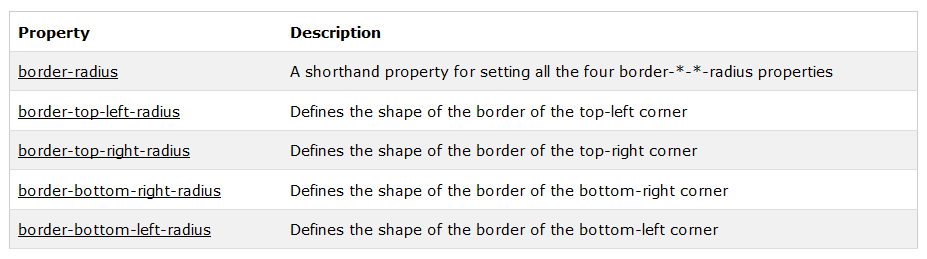 Property Description
border-radius A shorthand property for setting all the four border-*-*-radius properties
border-top-left-radius Defines the shape of the border of the top-left corner
border-top-right-radius Defines the shape of the border of the top-right corner
border-bottom-right-radius Defines the shape of the border of the bottom-right corner
border-bottom-left-radius Defines the shape of the border of the bottom-left corner